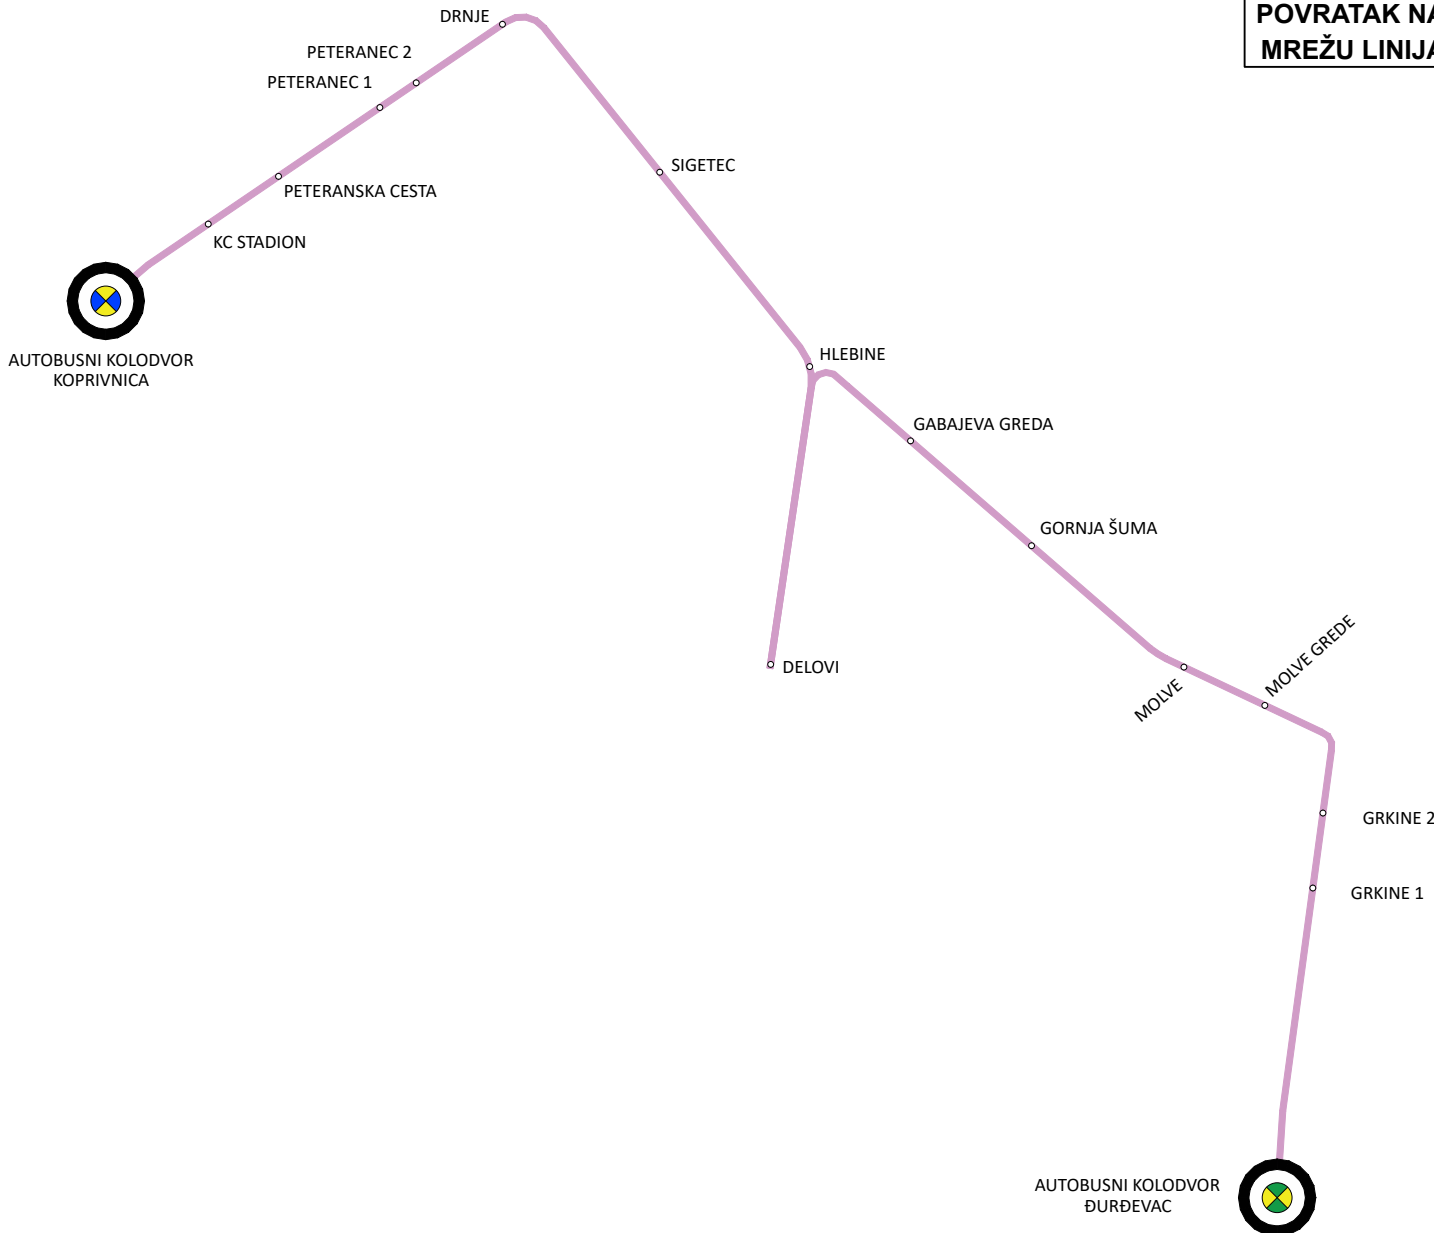 DRNJE
POVRATAK NA
MREŽU LINIJA
PETERANEC 2
PETERANEC 1
SIGETEC
PETERANSKA CESTA
KC STADION
AUTOBUSNI KOLODVOR
KOPRIVNICA
HLEBINE
GABAJEVA GREDA
GORNJA ŠUMA
DELOVI
MOLVE
MOLVE GREDE
GRKINE 2
GRKINE 1
AUTOBUSNI KOLODVOR
ĐURĐEVAC